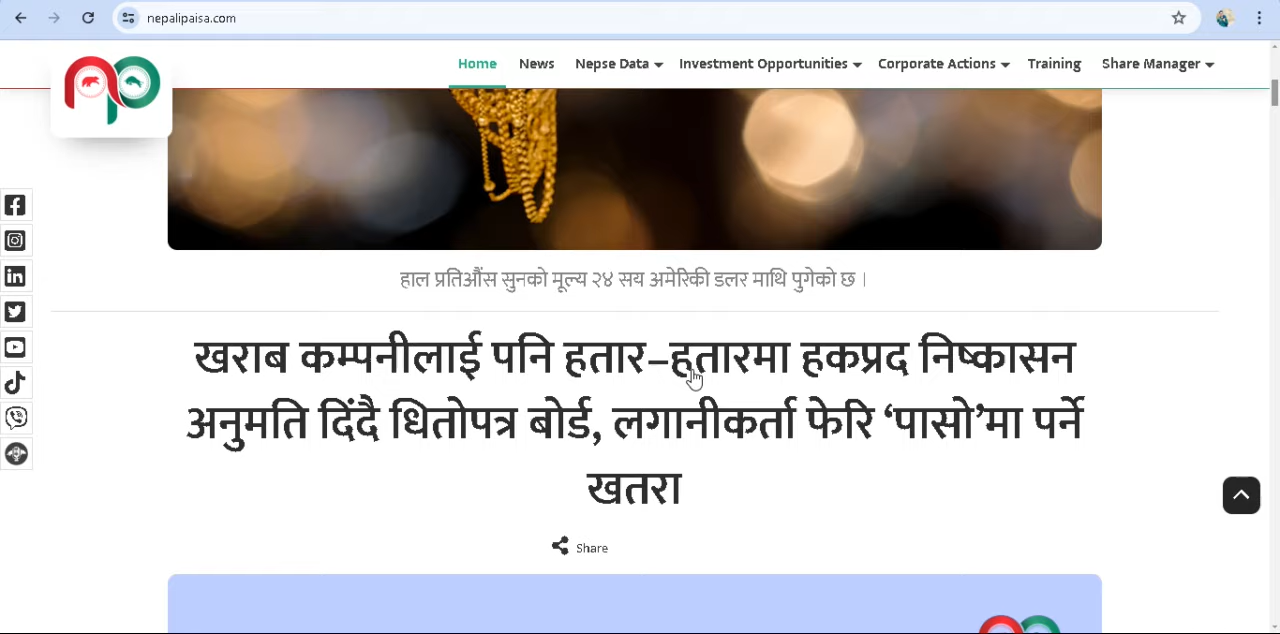 nepalipaisa.com
Home News Nepse Data Investment Opportunities Corporate Actions Training Share Manager
हाल प्रतिऔंस सुनको मूल्य २४ सय अमेरिकी डलर माथि पुगेको छ ।
खराब कम्पनीलाई पनि हतार–हतारमा हकप्रद निष्कासन
अनुमति दिंदै धितोपत्र बोर्ड, लगानीकर्ता फेरि ‘पासो’मा पर्ने
खतरा
Share